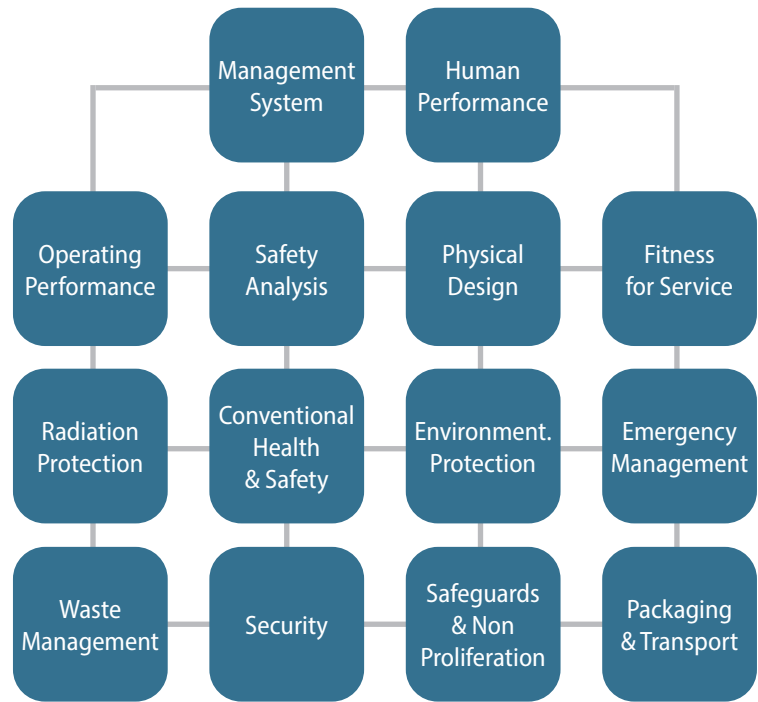 Management
System
Human
Performance
Operating
Performance
Safety
Analysis
Physical
Design
Fitness
for Service
Radiation
Protection
Conventional
Health
& Safety
Environment.
Protection
Emergency
Management
Waste
Management
Security
Safeguards
& Non
Proliferation
Packaging
& Transport